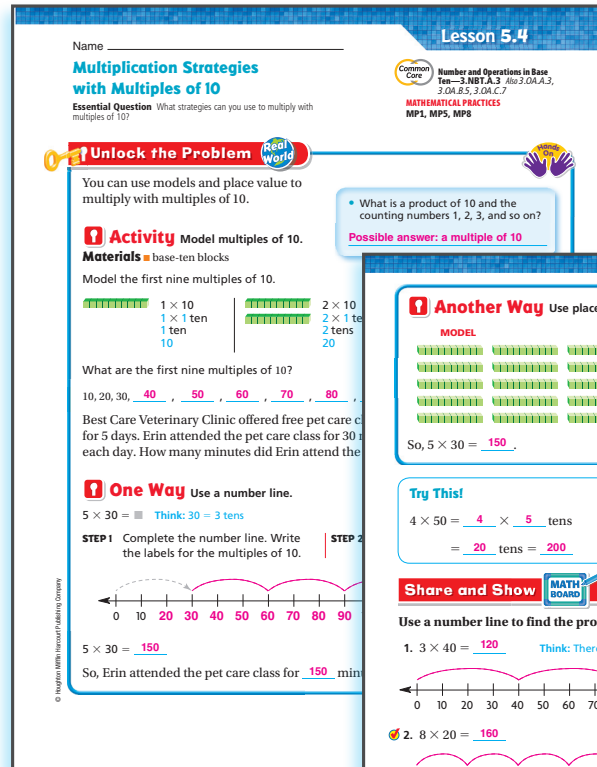 Lesson 5.4
Name
Multiplication Strategies
with Multiples of 10
Essential Question What strategies can you use to multiply with
multiples of 10?
Common
Core
Number and Operations in Base
Ten—3.NBT.A.3 Also 3.OA.A.3,
3.OA.B.5, 3.OA.C.7
MATHEMATICAL PRACTICES
MP1, MP5, MP8
Unlock the Problem
Real
World
Hands
On
You can use models and place value to
multiply with multiples of 10.
• What is a product of 10 and the
counting numbers 1, 2, 3, and so on?
Possible answer: a multiple of 10
Activity Model multiples of 10.
Materials ■ base-ten blocks
Model the first nine multiples of 10.
1 × 10
1 × 1 ten
1 ten
10
2 × 10
2 × 1 te
2 tens
20
What are the first nine multiples of 10?
10, 20, 30, 40 , 50 , 60 , 70 , 80 ,
Best Care Veterinary Clinic offered free pet care cl
for 5 days. Erin attended the pet care class for 30 
each day. How many minutes did Erin attend the
One Way Use a number line.
5 × 30 = ■ Think: 30 = 3 tens
STEP 1 Complete the number line. Write
the labels for the multiples of 10.
STEP 2
0 10 20 30 40 50 60 70 80 90
5 × 30 = 150
So, Erin attended the pet care class for 150 min
© Houghton Mifflin Harcourt Publishing Company
Another Way Use place
MODEL
So, 5 × 30 = 150 .
Try This!
4 × 50 = 4 × 5 tens
= 20 tens = 200
Share and Show
MATH
BOARD
Use a number line to find the pro
1. 3 × 40 = 120 Think: There
0 10 20 30 40 50 60 70
2. 8 × 20 = 160